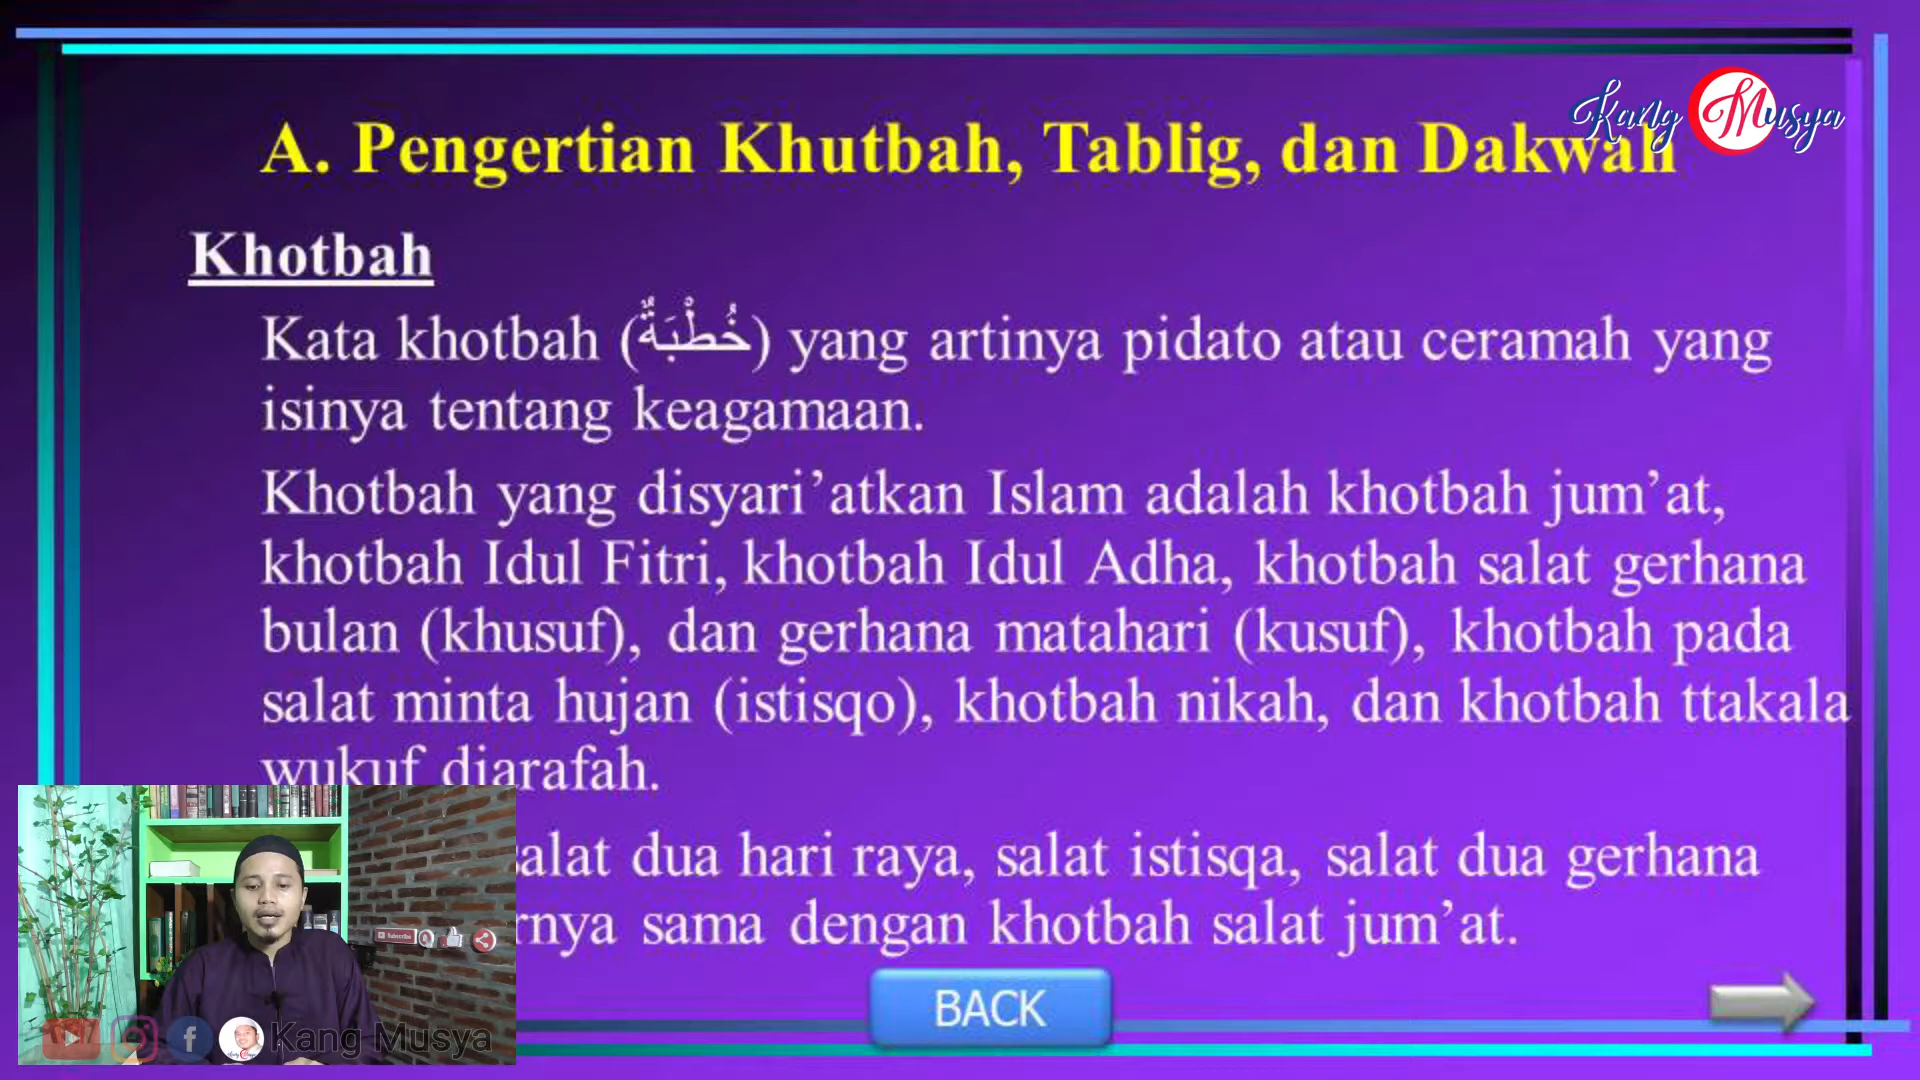 Kang Musya
A. Pengertian Khutbah, Tablig, dan Dakwah
Khotbah
Kata khotbah (خُطْبَةٌ) yang artinya pidato atau ceramah yang
isinya tentang keagamaan.
Khotbah yang disyari’atkan Islam adalah khotbah jum’at,
khotbah Idul Fitri, khotbah Idul Adha, khotbah salat gerhana
bulan (khusuf), dan gerhana matahari (kusuf), khotbah pada
salat minta hujan (istisqo), khotbah nikah, dan khotbah ttakala
wukuf diarafah.
salat dua hari raya, salat istisqa, salat dua gerhana
sama dengan khotbah salat jum’at.
Subscribe
Kang Musya
BACK